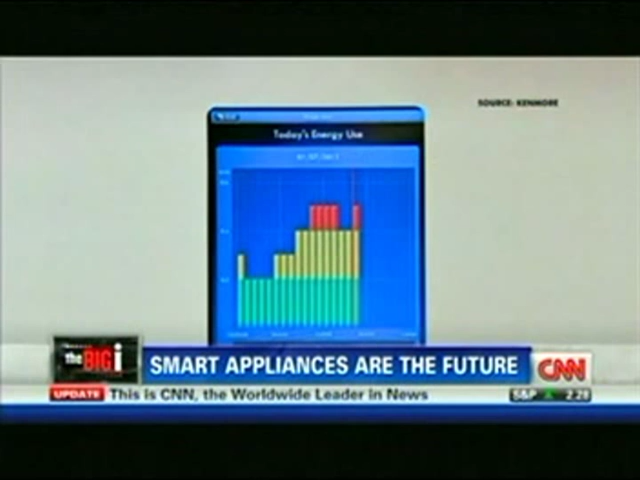 SOURCE: KENMORE
Today's Energy Use
the BIG i
SMART APPLIANCES ARE THE FUTURE
CNN
UPDATE This is CNN, the Worldwide Leader in News
S&P ▲ 2.28